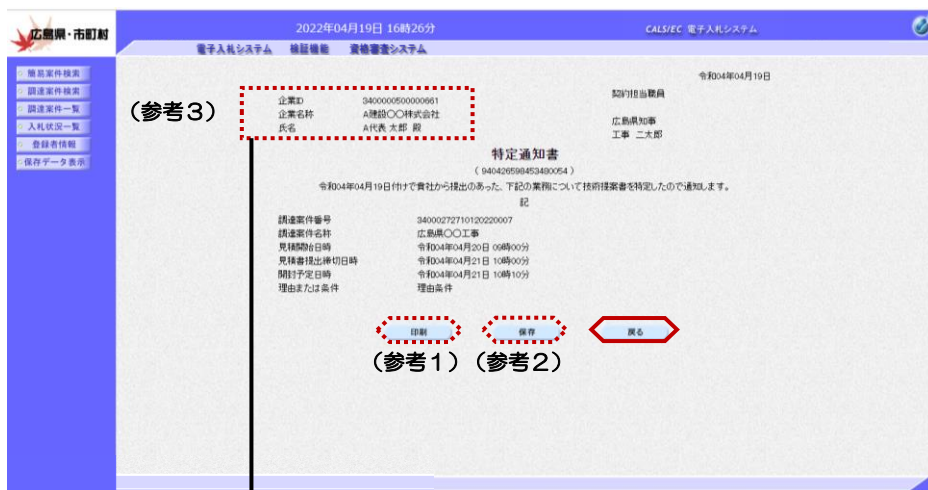 広島県・市町村
2022年04月19日 16時26分
CALS/EC 電子入札システム
電子入札システム 検証機能 資格審査システム
簡易案件検索
調達案件検索
調達案件一覧
入札状況一覧
登録者情報
保存データ表示
令和04年04月19日
(参考3)
企業ID 3400000500000661
企業名称 A建設〇〇株式会社
氏名 A代表 太郎 殿
契約担当職員
広島県知事
工事 二太郎
特定通知書
( 940426598453480054 )
令和04年04月19日付けで貴社から提出のあった、下記の業務について技術提案書を特定したので通知します。
記
調達案件番号 34000272710120220007
調達案件名称 広島県〇〇工事
見積開始日時 令和04年04月20日 09時00分
見積書提出締切日時 令和04年04月21日 10時00分
開封予定日時 令和04年04月21日 10時10分
理由または条件 理由条件
印刷 保存 戻る
(参考1) (参考2)